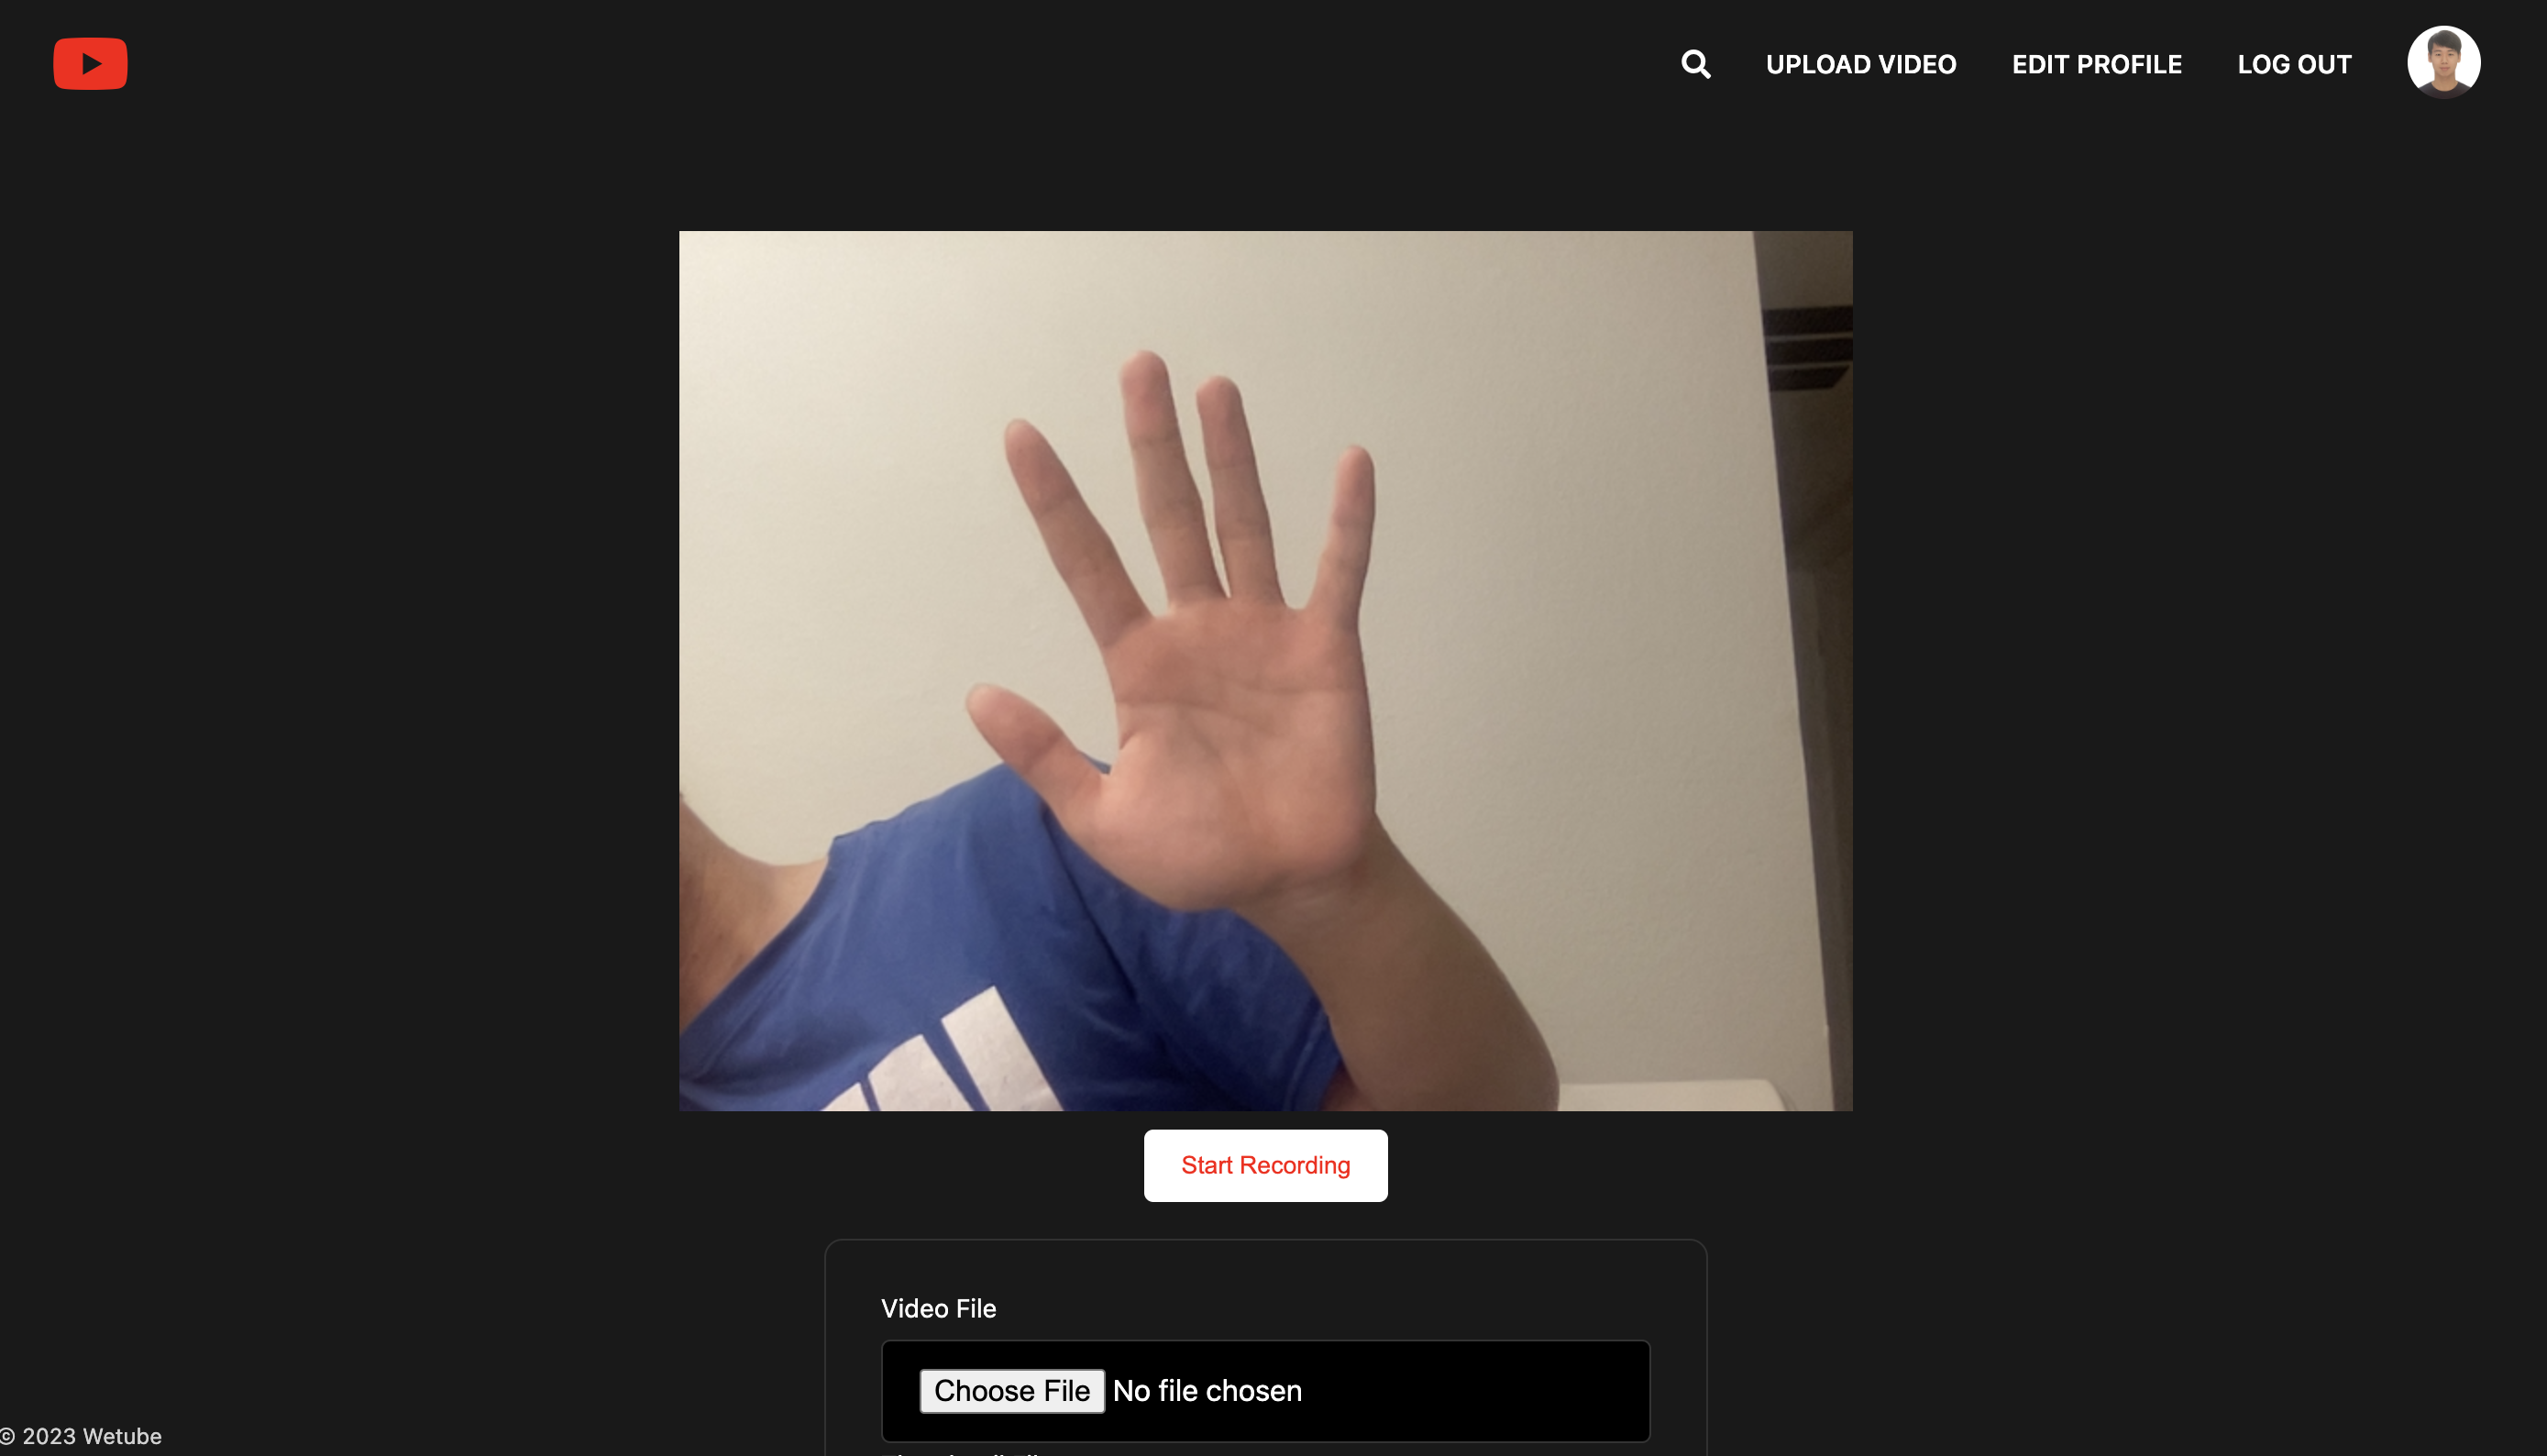 UPLOAD VIDEO EDIT PROFILE LOG OUT
Start Recording
Video File
Choose File No file chosen
© 2023 Wetube